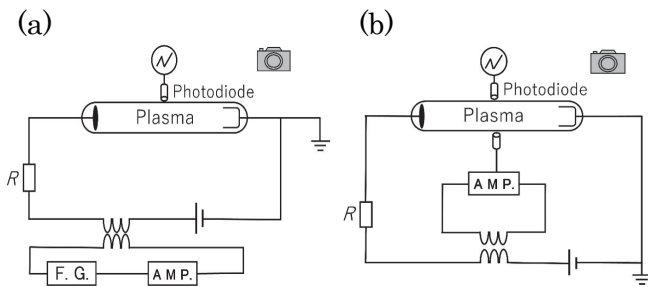 (a)
Photodiode
Plasma
R
F. G.
AMP.
(b)
Photodiode
Plasma
AMP.
R